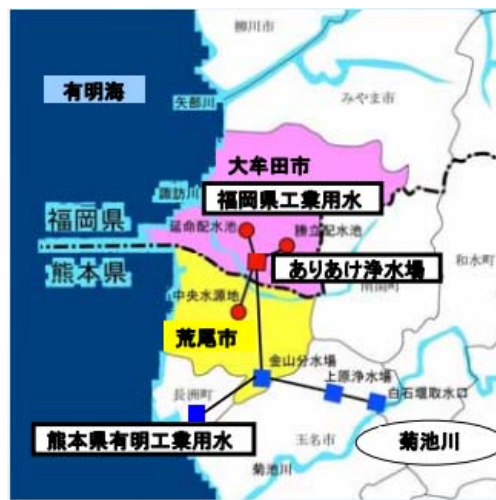 柳川市
有明海
矢部川
みやま市
大牟田市
諏訪川
福岡県工業用水
延命配水池
勝立配水池
福岡県
ありあけ浄水場
和水町
熊本県
南関町
中央水源地
荒尾市
金山分水場
上原浄水場
長洲町
白石堰取水口
熊本県有明工業用水
玉名市
菊池川
菊池川